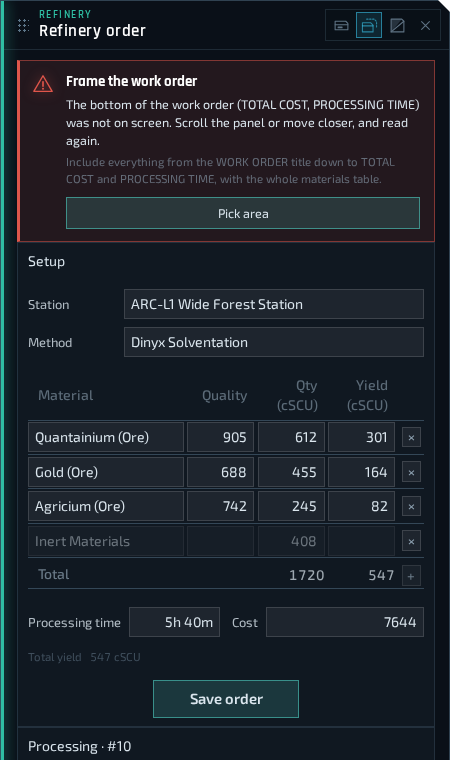 REFINERY
Refinery order
Frame the work order
The bottom of the work order (TOTAL COST, PROCESSING TIME)
was not on screen. Scroll the panel or move closer, and read
again.
Include everything from the WORK ORDER title down to TOTAL
COST and PROCESSING TIME, with the whole materials table.
Pick area
Setup
Station ARC-L1 Wide Forest Station
Method Dinyx Solventation
Material Quality Qty (cSCU) Yield (cSCU)
Quantainium (Ore) 905 612 301 ×
Gold (Ore) 688 455 164 ×
Agricium (Ore) 742 245 82 ×
Inert Materials 408 ×
Total 1720 547 +
Processing time 5h 40m Cost 7644
Total yield 547 cSCU
Save order
Processing · #10